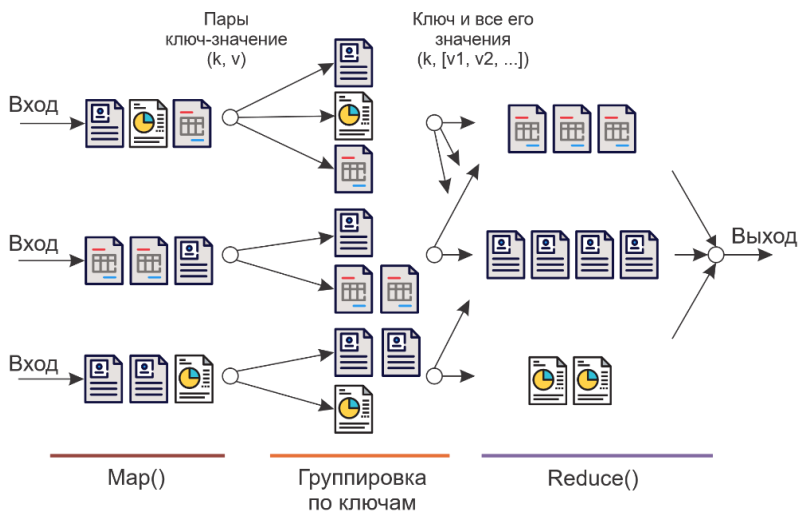 Пары
ключ-значение
(k, v)
Ключ и все его
значения
(k, [v1, v2, ...])
Вход
Вход
Выход
Вход
Map()
Группировка
по ключам
Reduce()